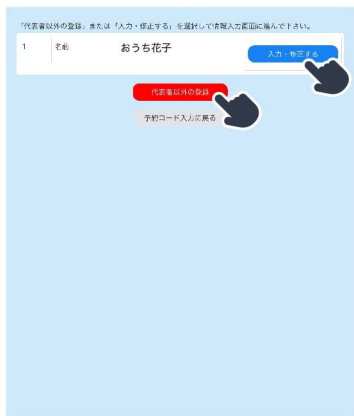 「代表者以外の登録」または「入力・修正する」を選択して情報入力画面に進んで下さい。
1 名前 おうち花子 入力・修正する
代表者以外の登録
予約コード入力に戻る